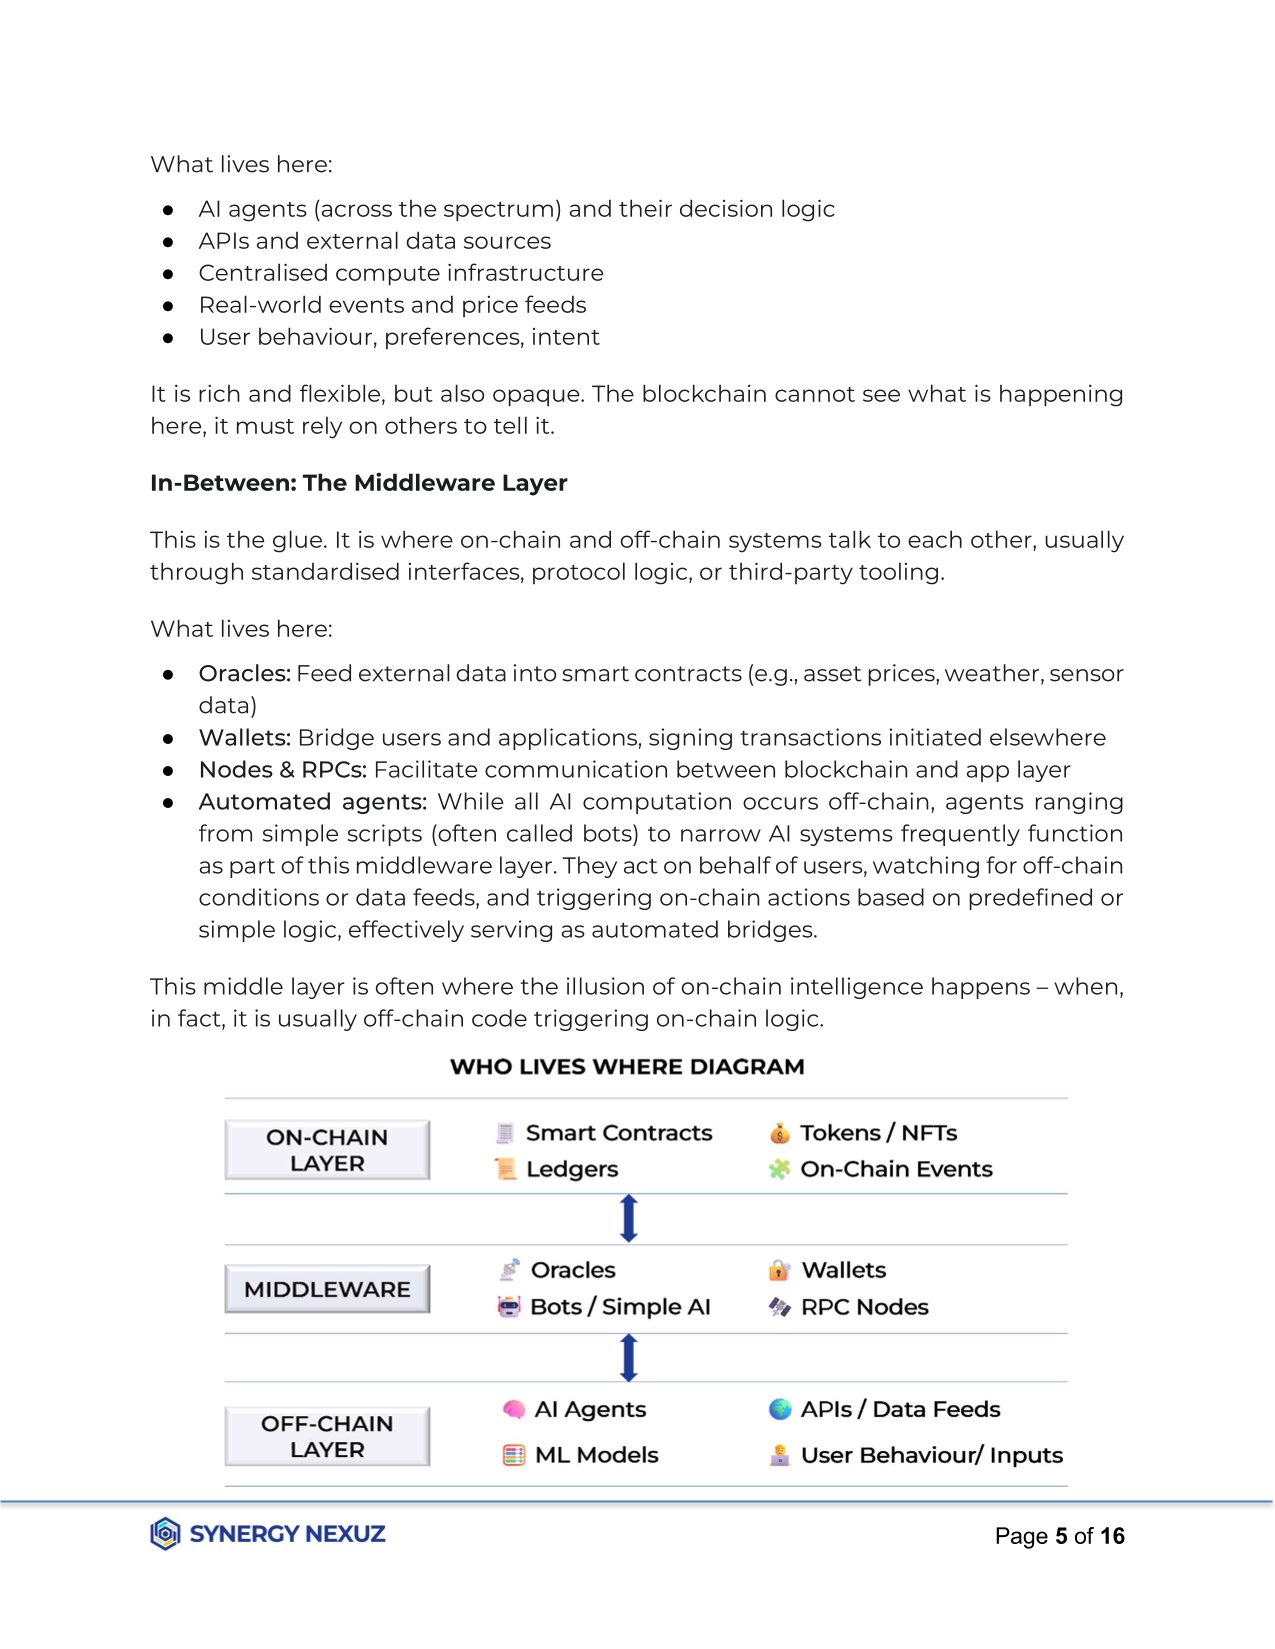 What lives here:
● AI agents (across the spectrum) and their decision logic
● APIs and external data sources
● Centralised compute infrastructure
● Real-world events and price feeds
● User behaviour, preferences, intent
It is rich and flexible, but also opaque. The blockchain cannot see what is happening
here, it must rely on others to tell it.
In-Between: The Middleware Layer
This is the glue. It is where on-chain and off-chain systems talk to each other, usually
through standardised interfaces, protocol logic, or third-party tooling.
What lives here:
● Oracles: Feed external data into smart contracts (e.g., asset prices, weather, sensor
data)
● Wallets: Bridge users and applications, signing transactions initiated elsewhere
● Nodes & RPCs: Facilitate communication between blockchain and app layer
● Automated agents: While all AI computation occurs off-chain, agents ranging
from simple scripts (often called bots) to narrow AI systems frequently function
as part of this middleware layer. They act on behalf of users, watching for off-chain
conditions or data feeds, and triggering on-chain actions based on predefined or
simple logic, effectively serving as automated bridges.
This middle layer is often where the illusion of on-chain intelligence happens – when,
in fact, it is usually off-chain code triggering on-chain logic.
WHO LIVES WHERE DIAGRAM
ON-CHAIN
LAYER
Smart Contracts
Tokens / NFTs
Ledgers
On-Chain Events
MIDDLEWARE
Oracles
Wallets
Bots / Simple AI
RPC Nodes
OFF-CHAIN
LAYER
AI Agents
APIs / Data Feeds
ML Models
User Behaviour/ Inputs
SYNERGY NEXUZ
Page 5 of 16